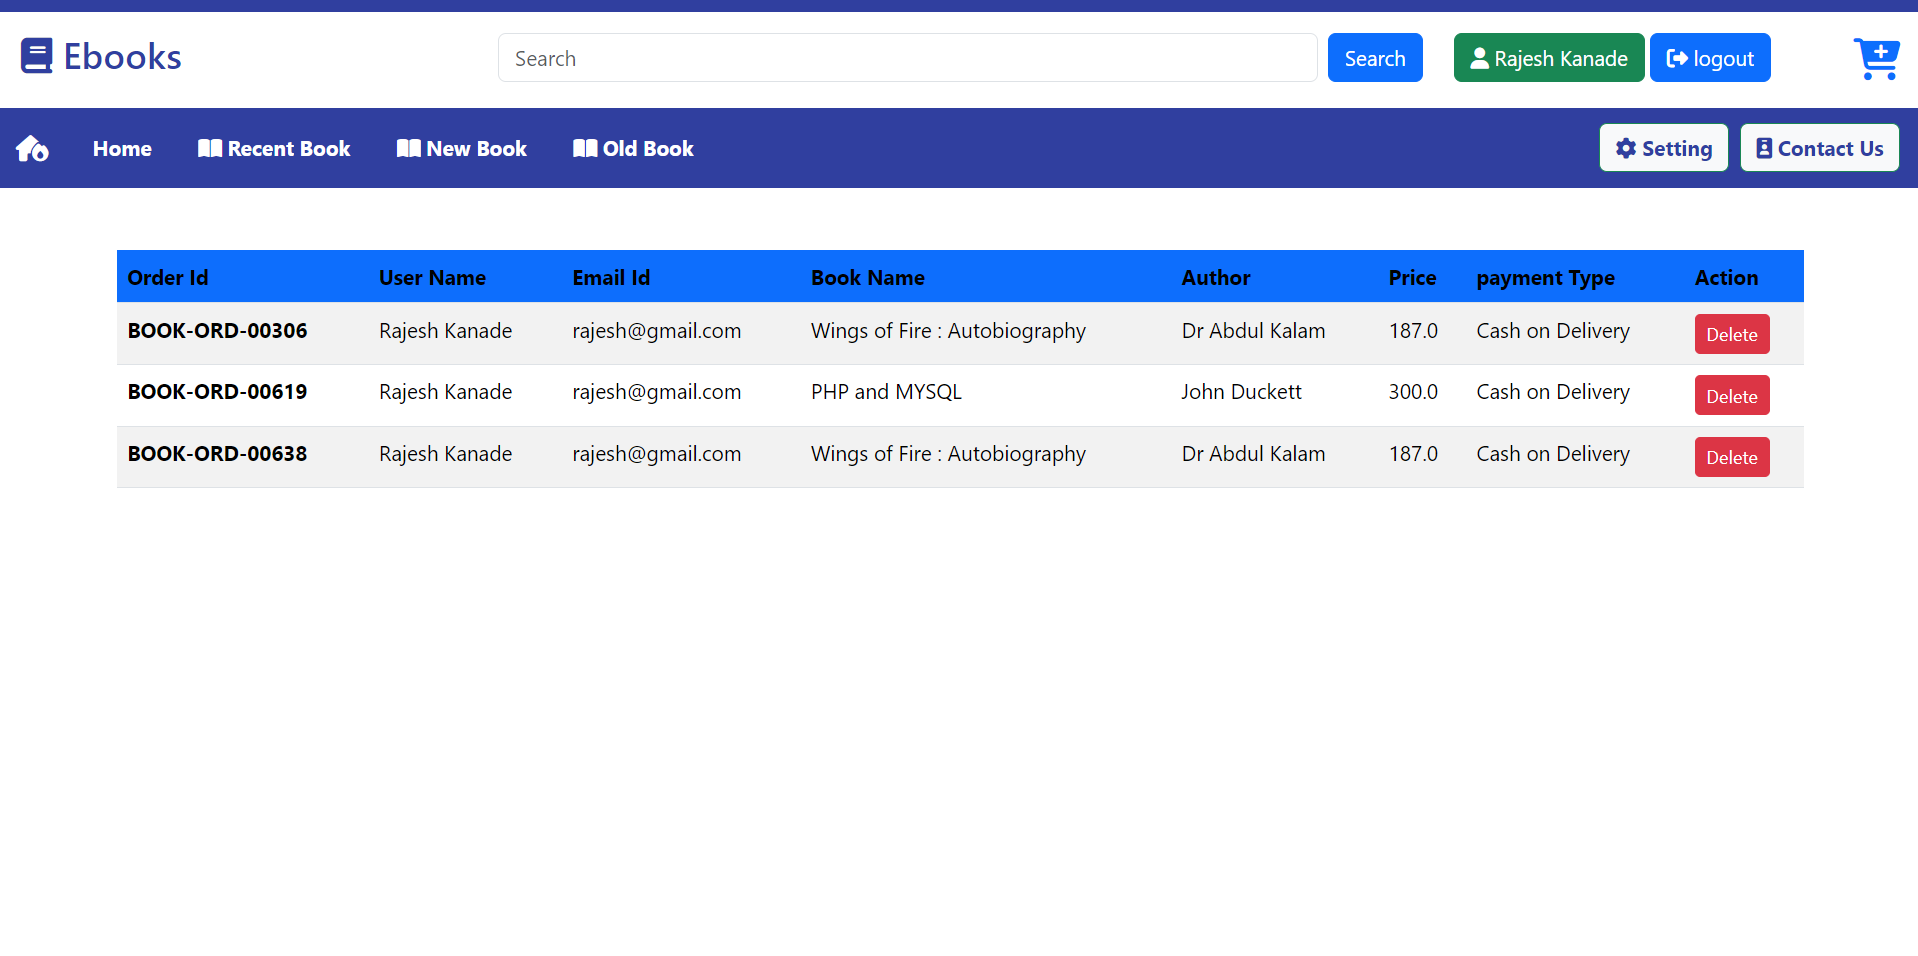 Ebooks
Search Search Rajesh Kanade logout
Home Recent Book New Book Old Book Setting Contact Us
Order Id User Name Email Id Book Name Author Price payment Type Action
BOOK-ORD-00306 Rajesh Kanade rajesh@gmail.com Wings of Fire : Autobiography Dr Abdul Kalam 187.0 Cash on Delivery Delete
BOOK-ORD-00619 Rajesh Kanade rajesh@gmail.com PHP and MYSQL John Duckett 300.0 Cash on Delivery Delete
BOOK-ORD-00638 Rajesh Kanade rajesh@gmail.com Wings of Fire : Autobiography Dr Abdul Kalam 187.0 Cash on Delivery Delete